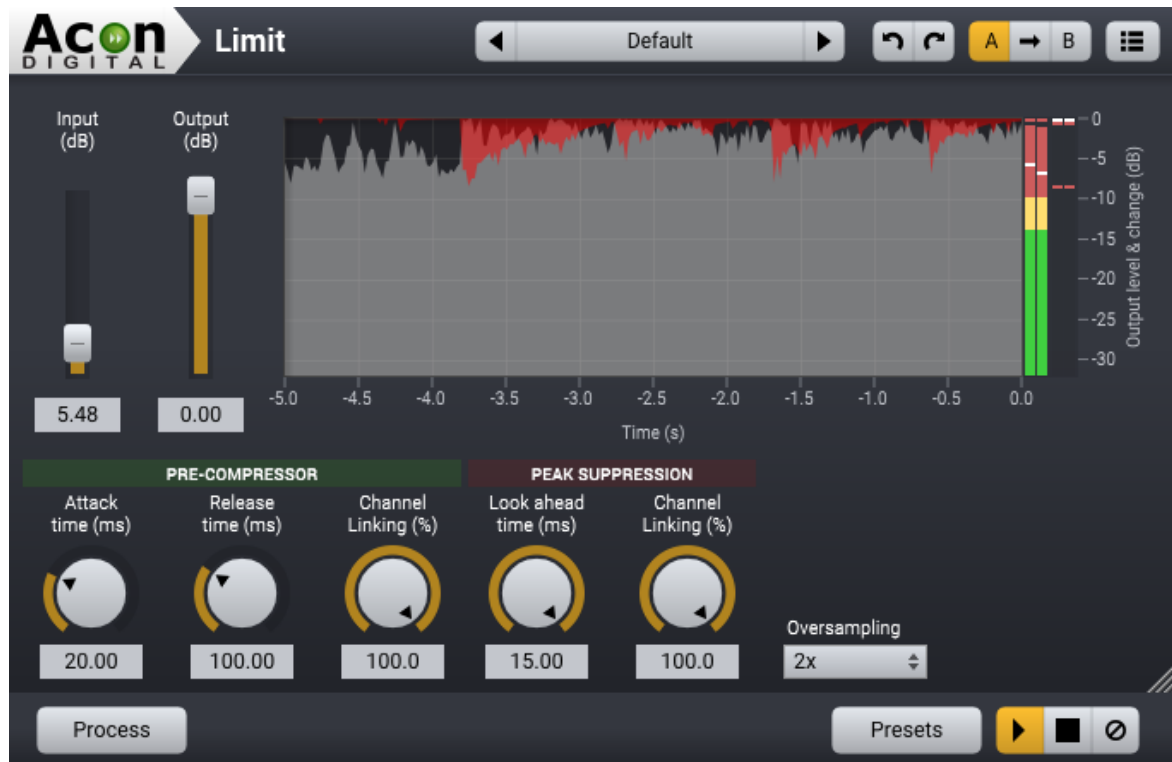 Acon
DIGITAL
Limit
Default
A
B
Input
(dB)
Output
(dB)
5.48
0.00
0
-5
-10
-15
-20
-25
-30
Output level & change (dB)
-5.0
-4.5
-4.0
-3.5
-3.0
-2.5
-2.0
-1.5
-1.0
-0.5
0.0
Time (s)
PRE-COMPRESSOR
PEAK SUPPRESSION
Attack
time (ms)
Release
time (ms)
Channel
Linking (%)
Look ahead
time (ms)
Channel
Linking (%)
20.00
100.00
100.0
15.00
100.0
Oversampling
2x
Process
Presets